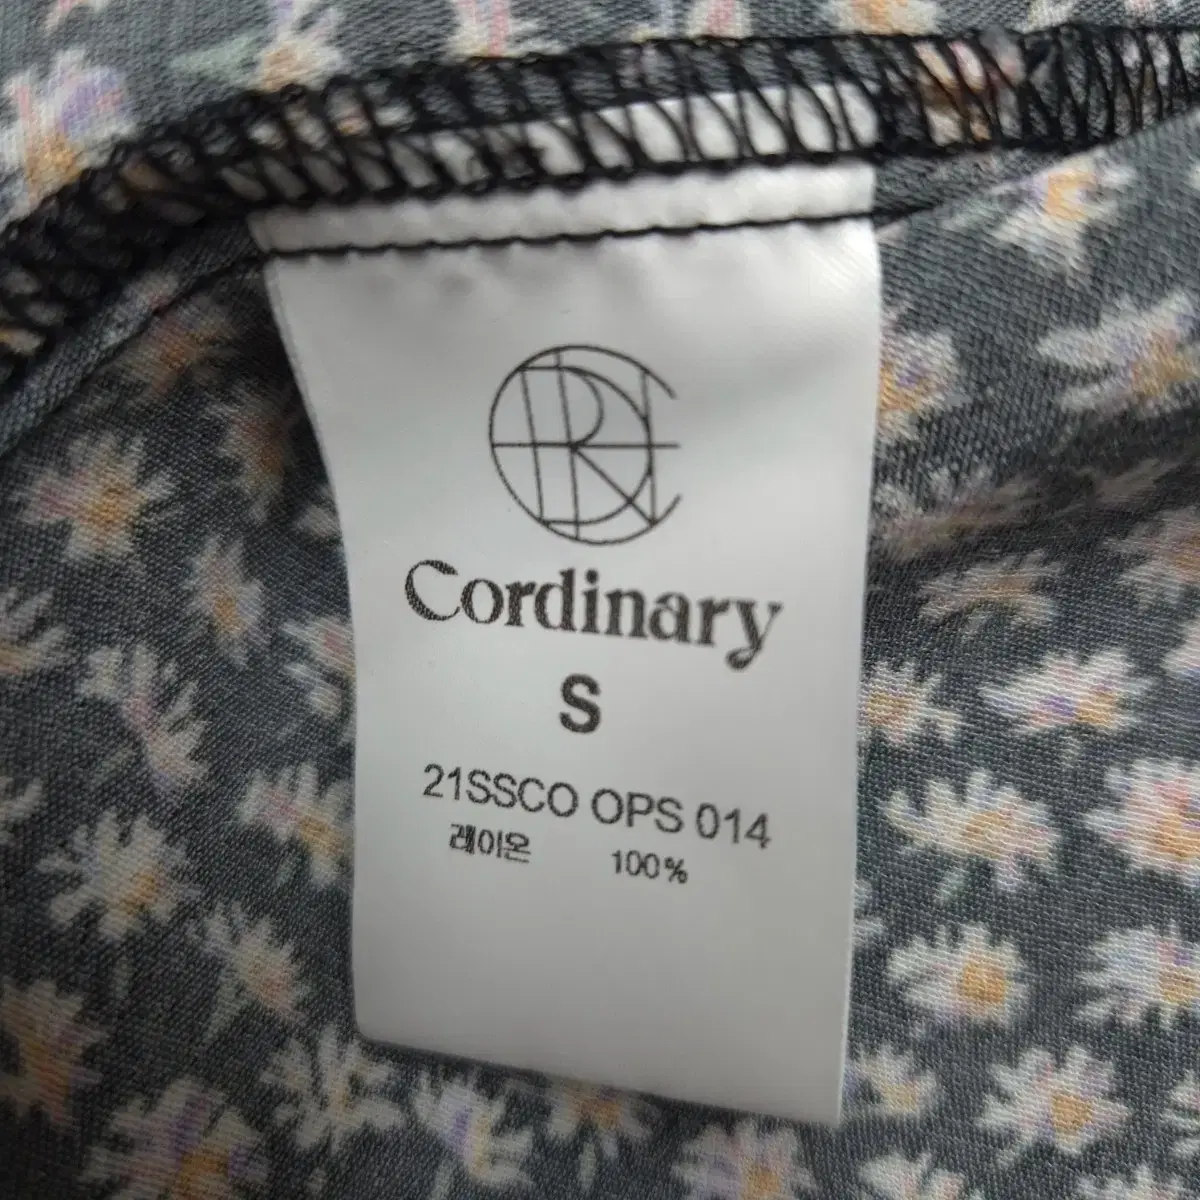 Cordinary
S
21SSCO OPS 014
레이온 100%